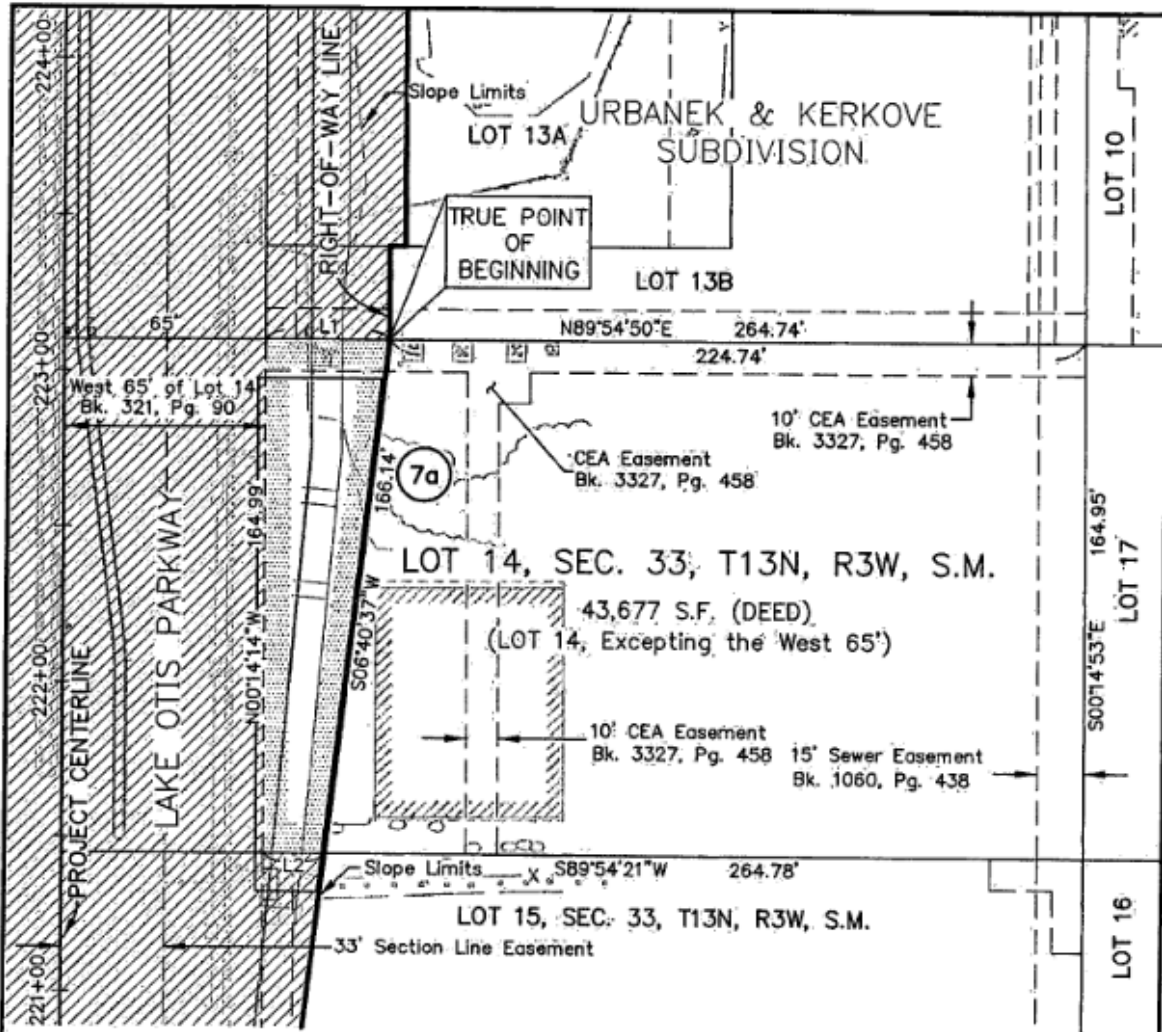 224+00
223+00
222+00
221+00
PROJECT CENTERLINE
LAKE OTIS PARKWAY
RIGHT-OF-WAY LINE
Slope Limits
LOT 13A
URBANEK & KERKOVE
SUBDIVISION
LOT 10
TRUE POINT
OF
BEGINNING
LOT 13B
65'
L1
N89°54'50"E 264.74'
224.74'
West 65' of Lot 14
Bk. 321, Pg. 90
10' CEA Easement
Bk. 3327, Pg. 458
CEA Easement
Bk. 3327, Pg. 458
7a
166.14'
S06°40'37"W
N00°14'14"W 164.99'
LOT 14, SEC. 33, T13N, R3W, S.M.
43,677 S.F. (DEED)
(LOT 14, Excepting the West 65')
S00°14'53"E 164.95'
LOT 17
10' CEA Easement
Bk. 3327, Pg. 458
15' Sewer Easement
Bk. 1060, Pg. 438
L2
Slope Limits
X
S89°54'21"W 264.78'
LOT 15, SEC. 33, T13N, R3W, S.M.
33' Section Line Easement
LOT 16